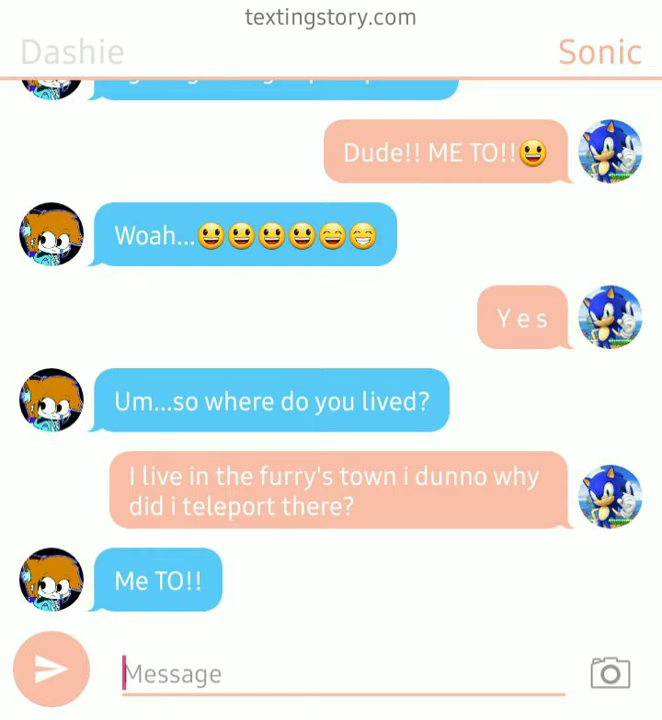 textingstory.com
Dashie
Sonic
Dude!! ME TO!!😃
Woah...😃😃😃😃😄😁
Y e s
Um...so where do you lived?
I live in the furry's town i dunno why
did i teleport there?
Me TO!!
Message